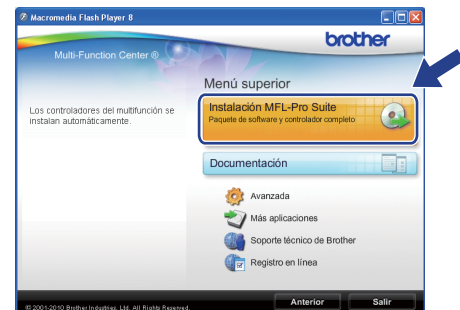 Macromedia Flash Player 8
brother
Multi-Function Center ®
Menú superior
Los controladores del multifunción se
instalan automáticamente.
Instalación MFL-Pro Suite
Paquete de software y controlador completo
Documentación
Avanzada
Más aplicaciones
Soporte técnico de Brother
Registro en línea
© 2001-2010 Brother Industries, Ltd. All Rights Reserved.
Anterior
Salir